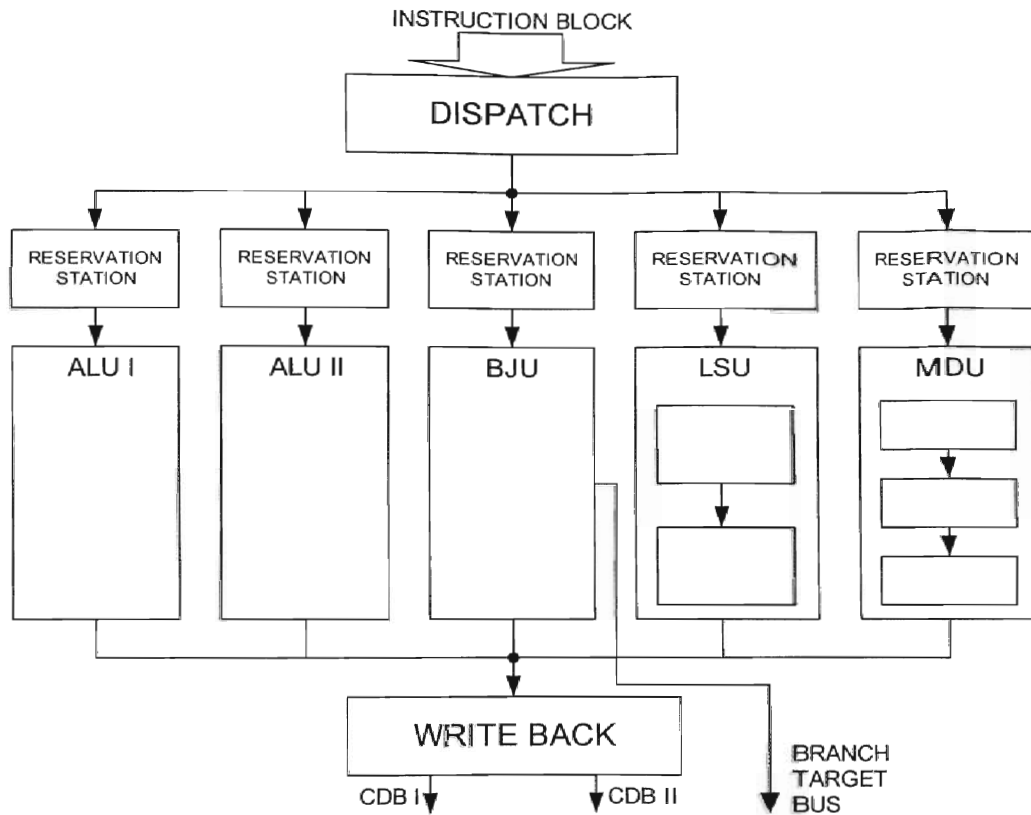 INSTRUCTION BLOCK
DISPATCH
RESERVATION
STATION
RESERVATION
STATION
RESERVATION
STATION
RESERVATION
STATION
RESERVATION
STATION
ALU I
ALU II
BJU
LSU
MDU
WRITE BACK
CDB I
CDB II
BRANCH
TARGET
BUS